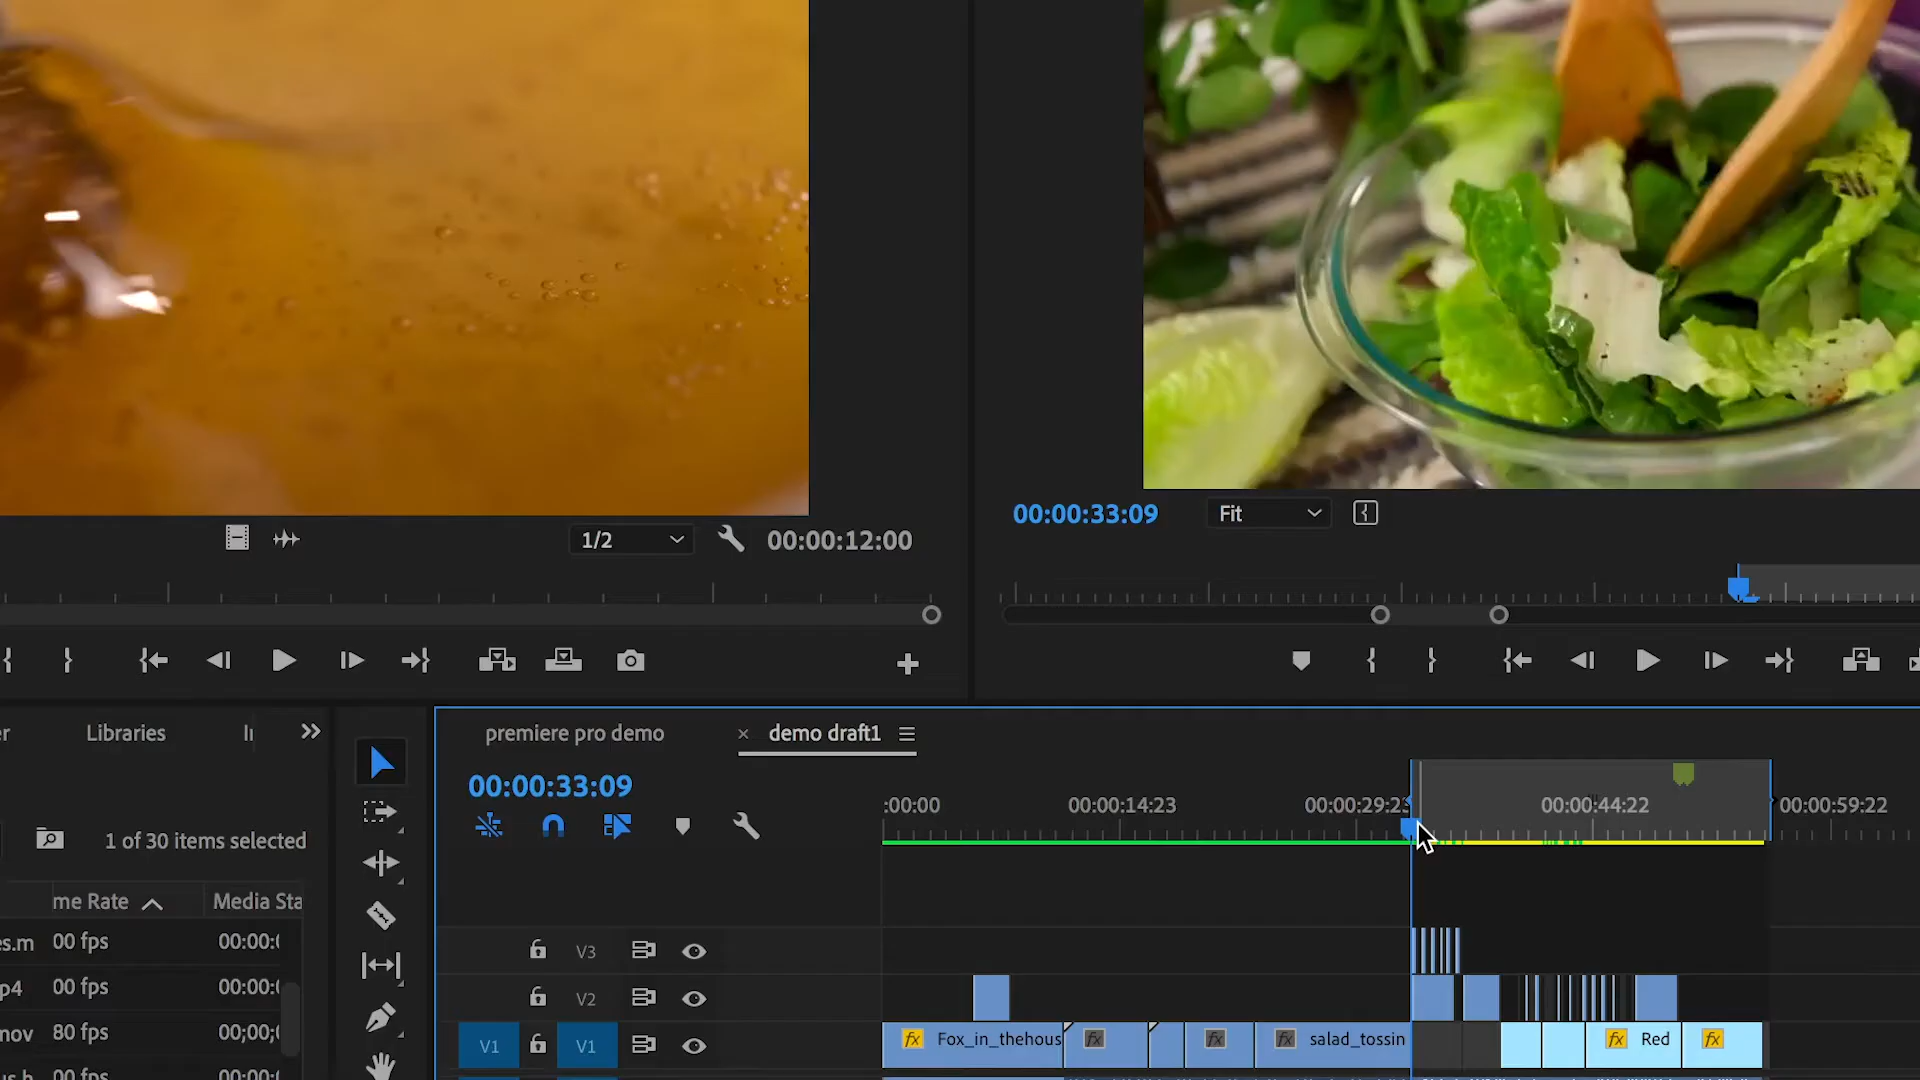 00:00:33:09
Fit
1/2
00:00:12:00
Libraries
premiere pro demo
× demo draft1
00:00:33:09
:00:00
00:00:14:23
00:00:29:23
00:00:44:22
00:00:59:22
1 of 30 items selected
me Rate
Media Sta
es.m 00 fps 00:00:(
p4 00 fps 00:00:(
nov 80 fps 00;00;(
00 fps 00:00:(
V3
V2
V1 V1
fx Fox_in_thehous fx fx fx salad_tossin fx Red fx